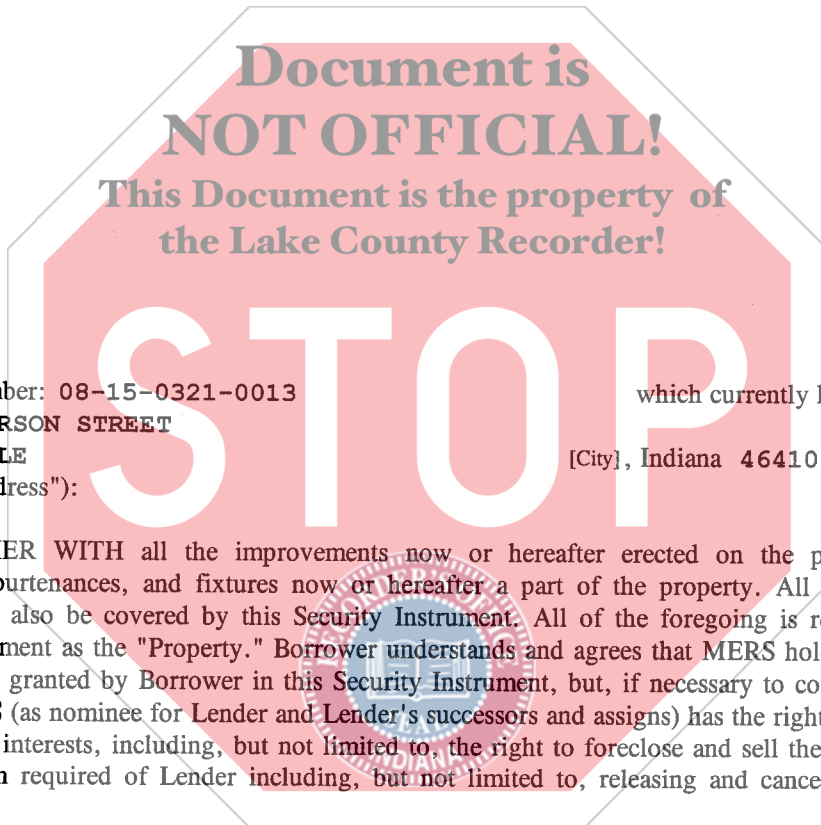 Document is
NOT OFFICIAL!
This Document is the property of
the Lake County Recorder!
STOP
ber: 08-15-0321-0013 which currently
RSON STREET
LE [City], Indiana 46410
dress"):
ER WITH all the improvements now or hereafter erected on the p
purtenances, and fixtures now or hereafter a part of the property. All
also be covered by this Security Instrument. All of the foregoing is r
ment as the "Property." Borrower understands and agrees that MERS hol
granted by Borrower in this Security Instrument, but, if necessary to co
S (as nominee for Lender and Lender's successors and assigns) has the right
interests, including, but not limited to, the right to foreclose and sell the
n required of Lender including, but not limited to, releasing and cance
RECORDER'S OFFICE
INDIANA